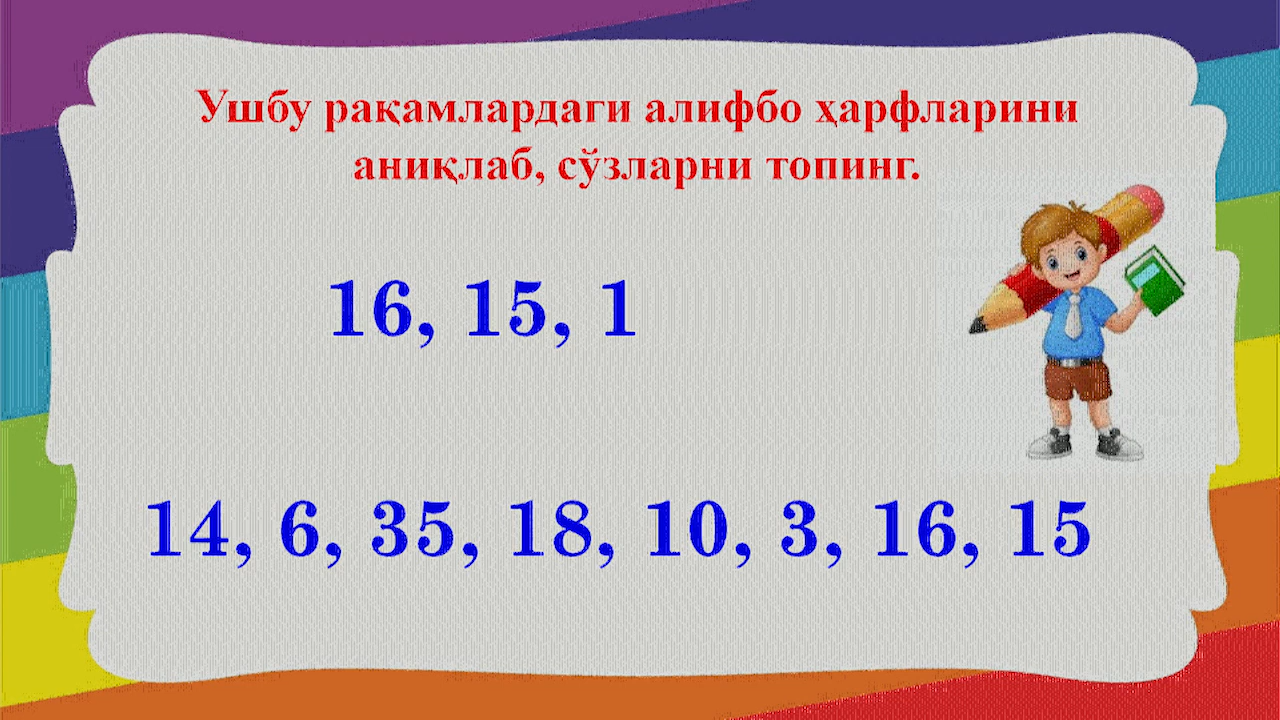 Ушбу рақамлардаги алифбо ҳарфларини
аниқлаб, сўзларни топинг.
16, 15, 1
14, 6, 35, 18, 10, 3, 16, 15